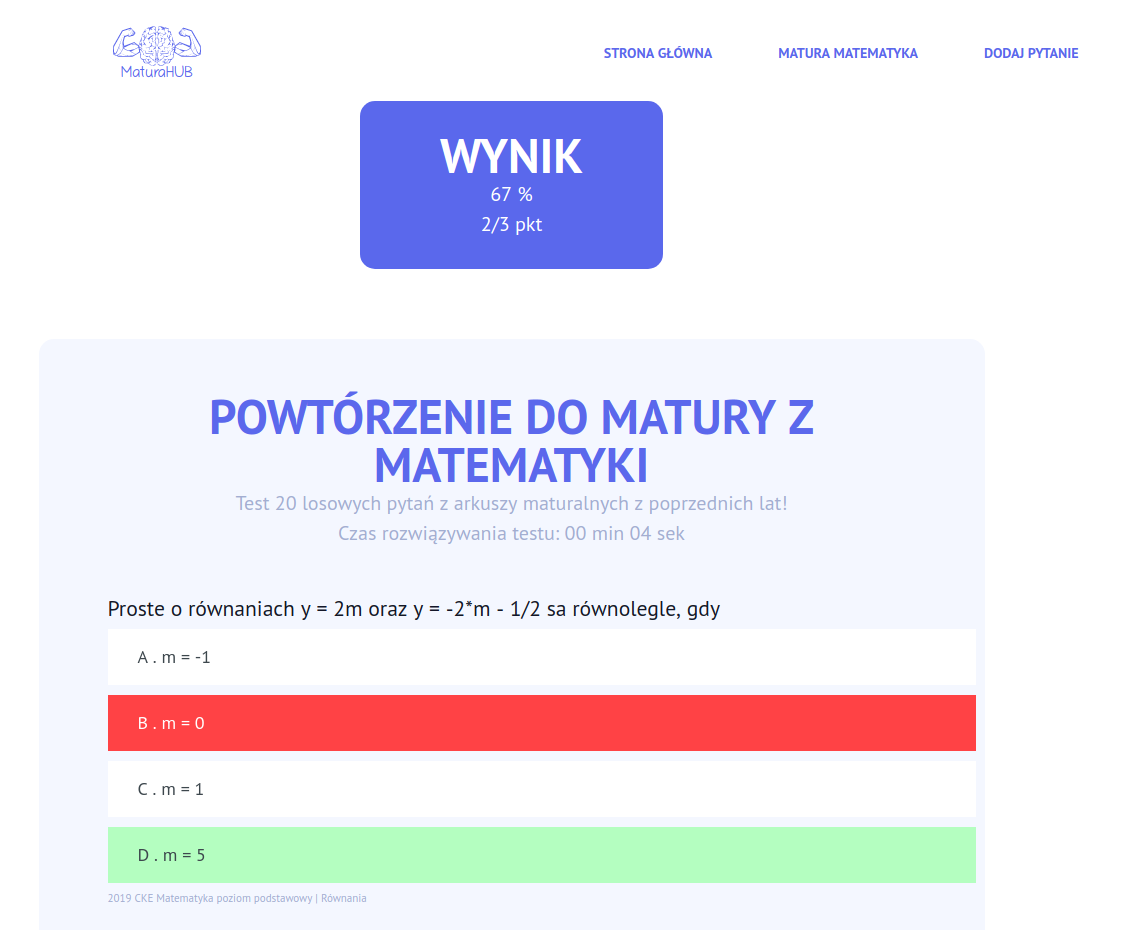 MaturaHUB
STRONA GŁÓWNA
MATURA MATEMATYKA
DODAJ PYTANIE
WYNIK
67 %
2/3 pkt
POWTÓRZENIE DO MATURY Z
MATEMATYKI
Test 20 losowych pytań z arkuszy maturalnych z poprzednich lat!
Czas rozwiązywania testu: 00 min 04 sek
Proste o równaniach y = 2m oraz y = -2*m - 1/2 sa równolegle, gdy
A . m = -1
B . m = 0
C . m = 1
D . m = 5
2019 CKE Matematyka poziom podstawowy | Równania